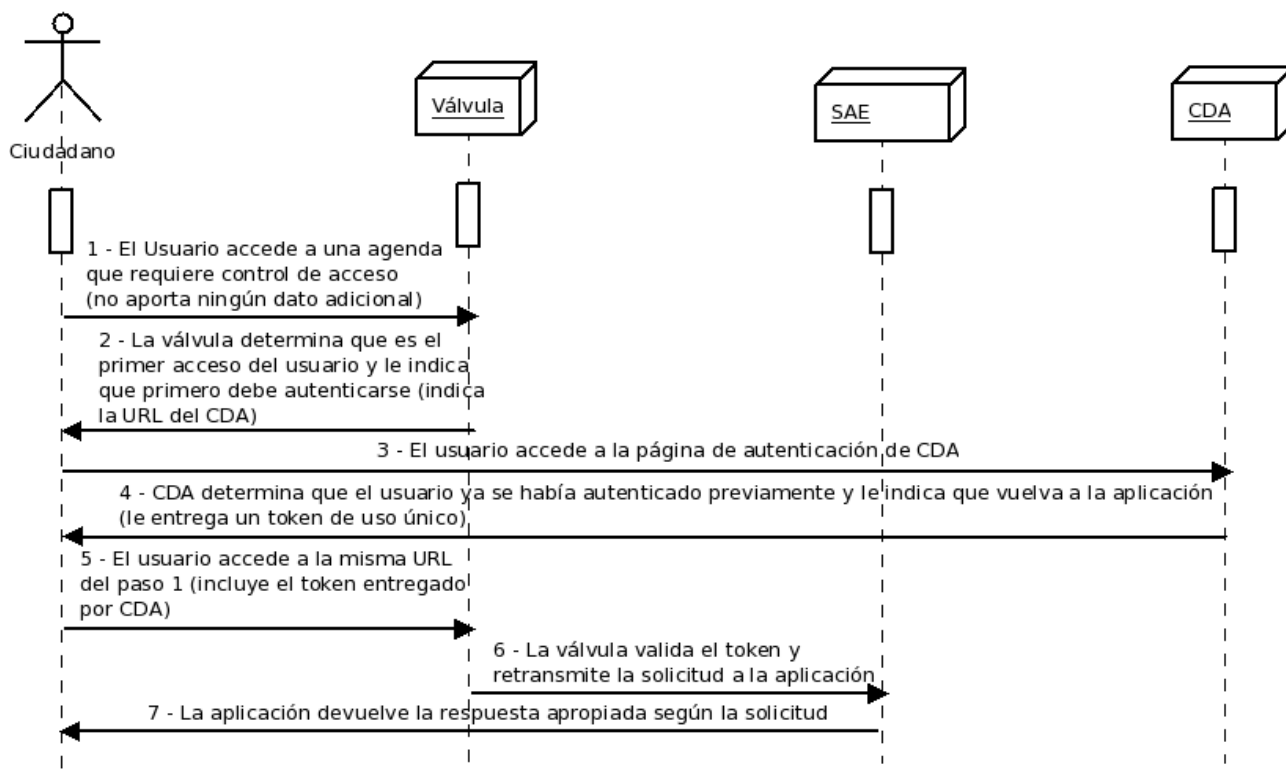 Válvula
SAE
CDA
Ciudadano
1 - El Usuario accede a una agenda
que requiere control de acceso
(no aporta ningún dato adicional)
2 - La válvula determina que es el
primer acceso del usuario y le indica
que primero debe autenticarse (indica
la URL del CDA)
3 - El usuario accede a la página de autenticación de CDA
4 - CDA determina que el usuario ya se había autenticado previamente y le indica que vuelva a la aplicación
(le entrega un token de uso único)
5 - El usuario accede a la misma URL
del paso 1 (incluye el token entregado
por CDA)
6 - La válvula valida el token y
retransmite la solicitud a la aplicación
7 - La aplicación devuelve la respuesta apropiada según la solicitud